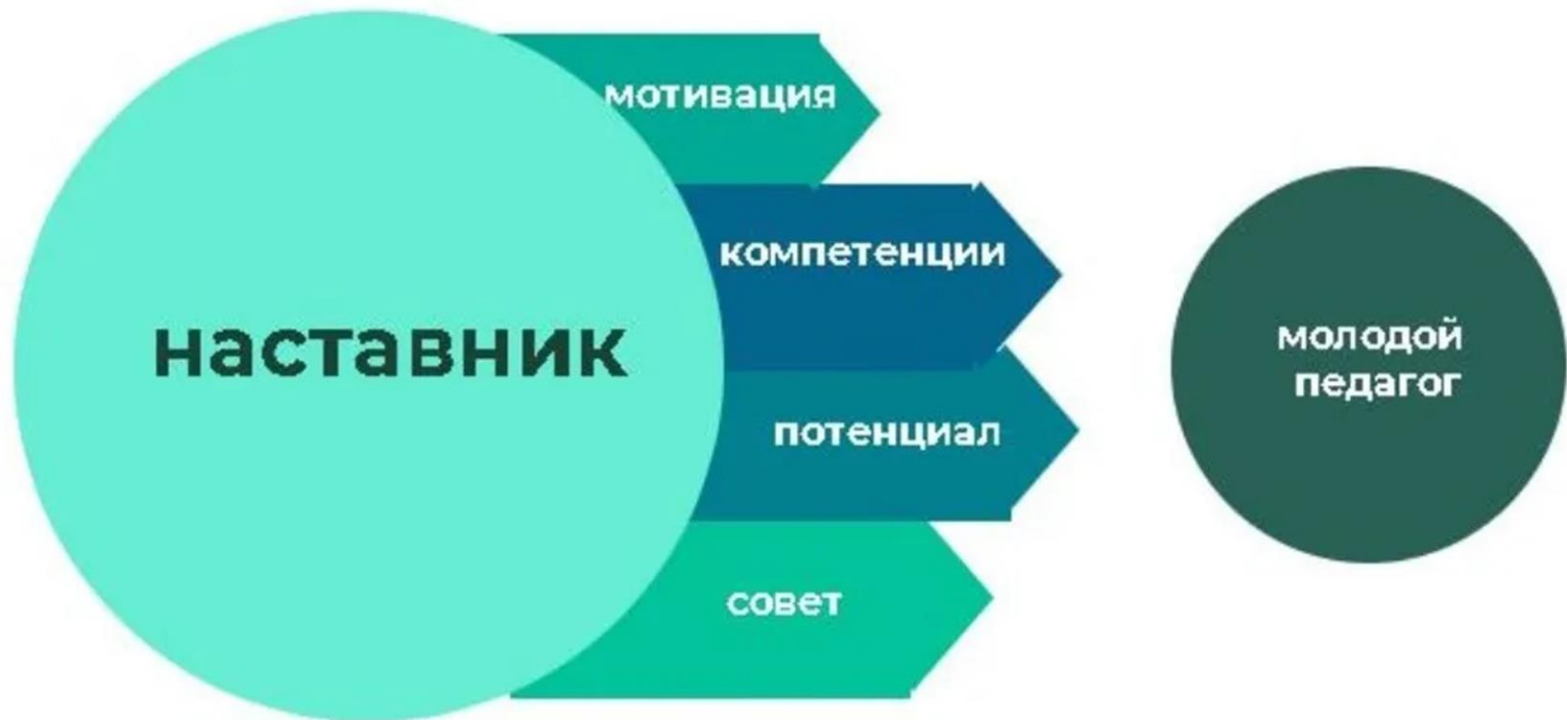 мотивация
компетенции
наставник
молодой
педагог
потенциал
совет